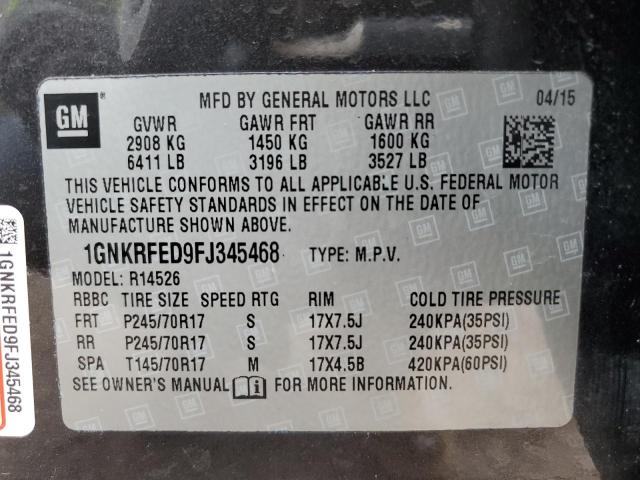 GM
MFD BY GENERAL MOTORS LLC 04/15
GVWR GAWR FRT GAWR RR
2908 KG 1450 KG 1600 KG
6411 LB 3196 LB 3527 LB
THIS VEHICLE CONFORMS TO ALL APPLICABLE U.S. FEDERAL MOTOR
VEHICLE SAFETY STANDARDS IN EFFECT ON THE DATE OF
MANUFACTURE SHOWN ABOVE.
1GNKRFED9FJ345468 TYPE: M.P.V.
MODEL: R14526
RBBC TIRE SIZE SPEED RTG RIM COLD TIRE PRESSURE
FRT P245/70R17 S 17X7.5J 240KPA(35PSI)
RR P245/70R17 S 17X7.5J 240KPA(35PSI)
SPA T145/70R17 M 17X4.5B 420KPA(60PSI)
SEE OWNER'S MANUAL FOR MORE INFORMATION.
1GNKRFED9FJ345468